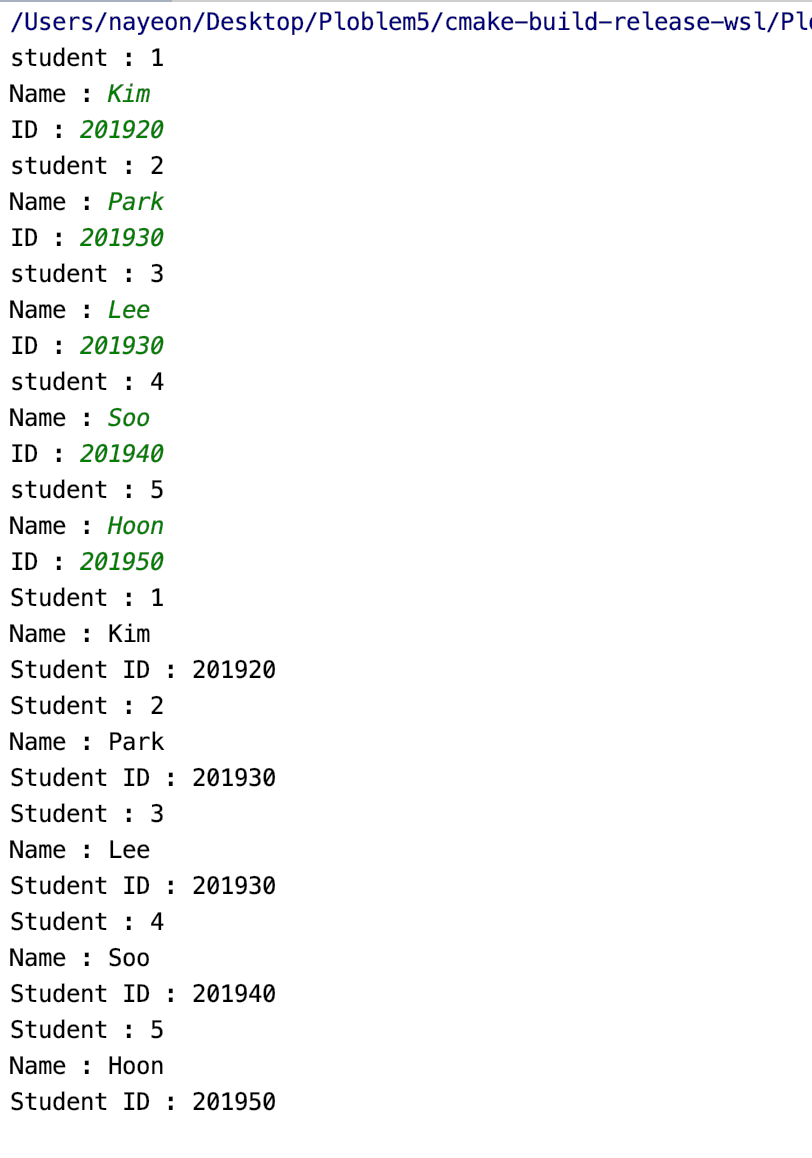 /Users/nayeon/Desktop/Ploblem5/cmake-build-release-wsl/Plo
student : 1
Name : Kim
ID : 201920
student : 2
Name : Park
ID : 201930
student : 3
Name : Lee
ID : 201930
student : 4
Name : Soo
ID : 201940
student : 5
Name : Hoon
ID : 201950
Student : 1
Name : Kim
Student ID : 201920
Student : 2
Name : Park
Student ID : 201930
Student : 3
Name : Lee
Student ID : 201930
Student : 4
Name : Soo
Student ID : 201940
Student : 5
Name : Hoon
Student ID : 201950